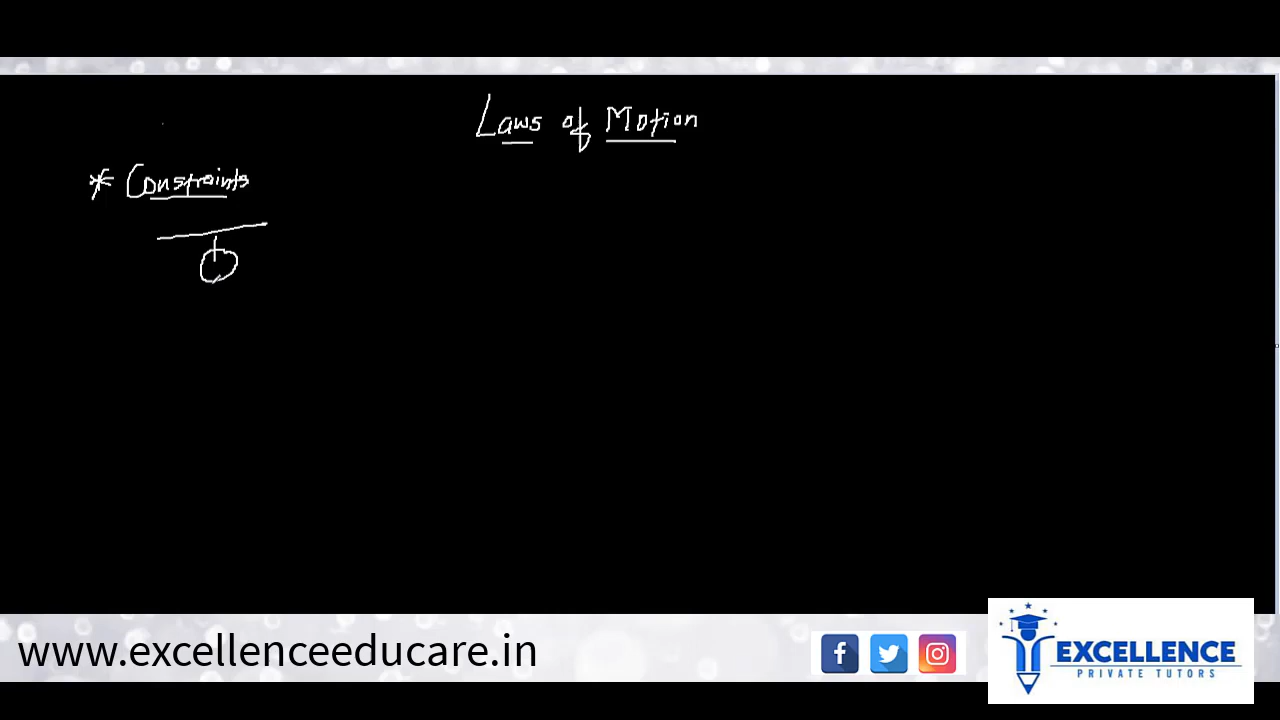 Laws of Motion
* Constraints
www.excellenceeducare.in
EXCELLENCE
PRIVATE TUTORS